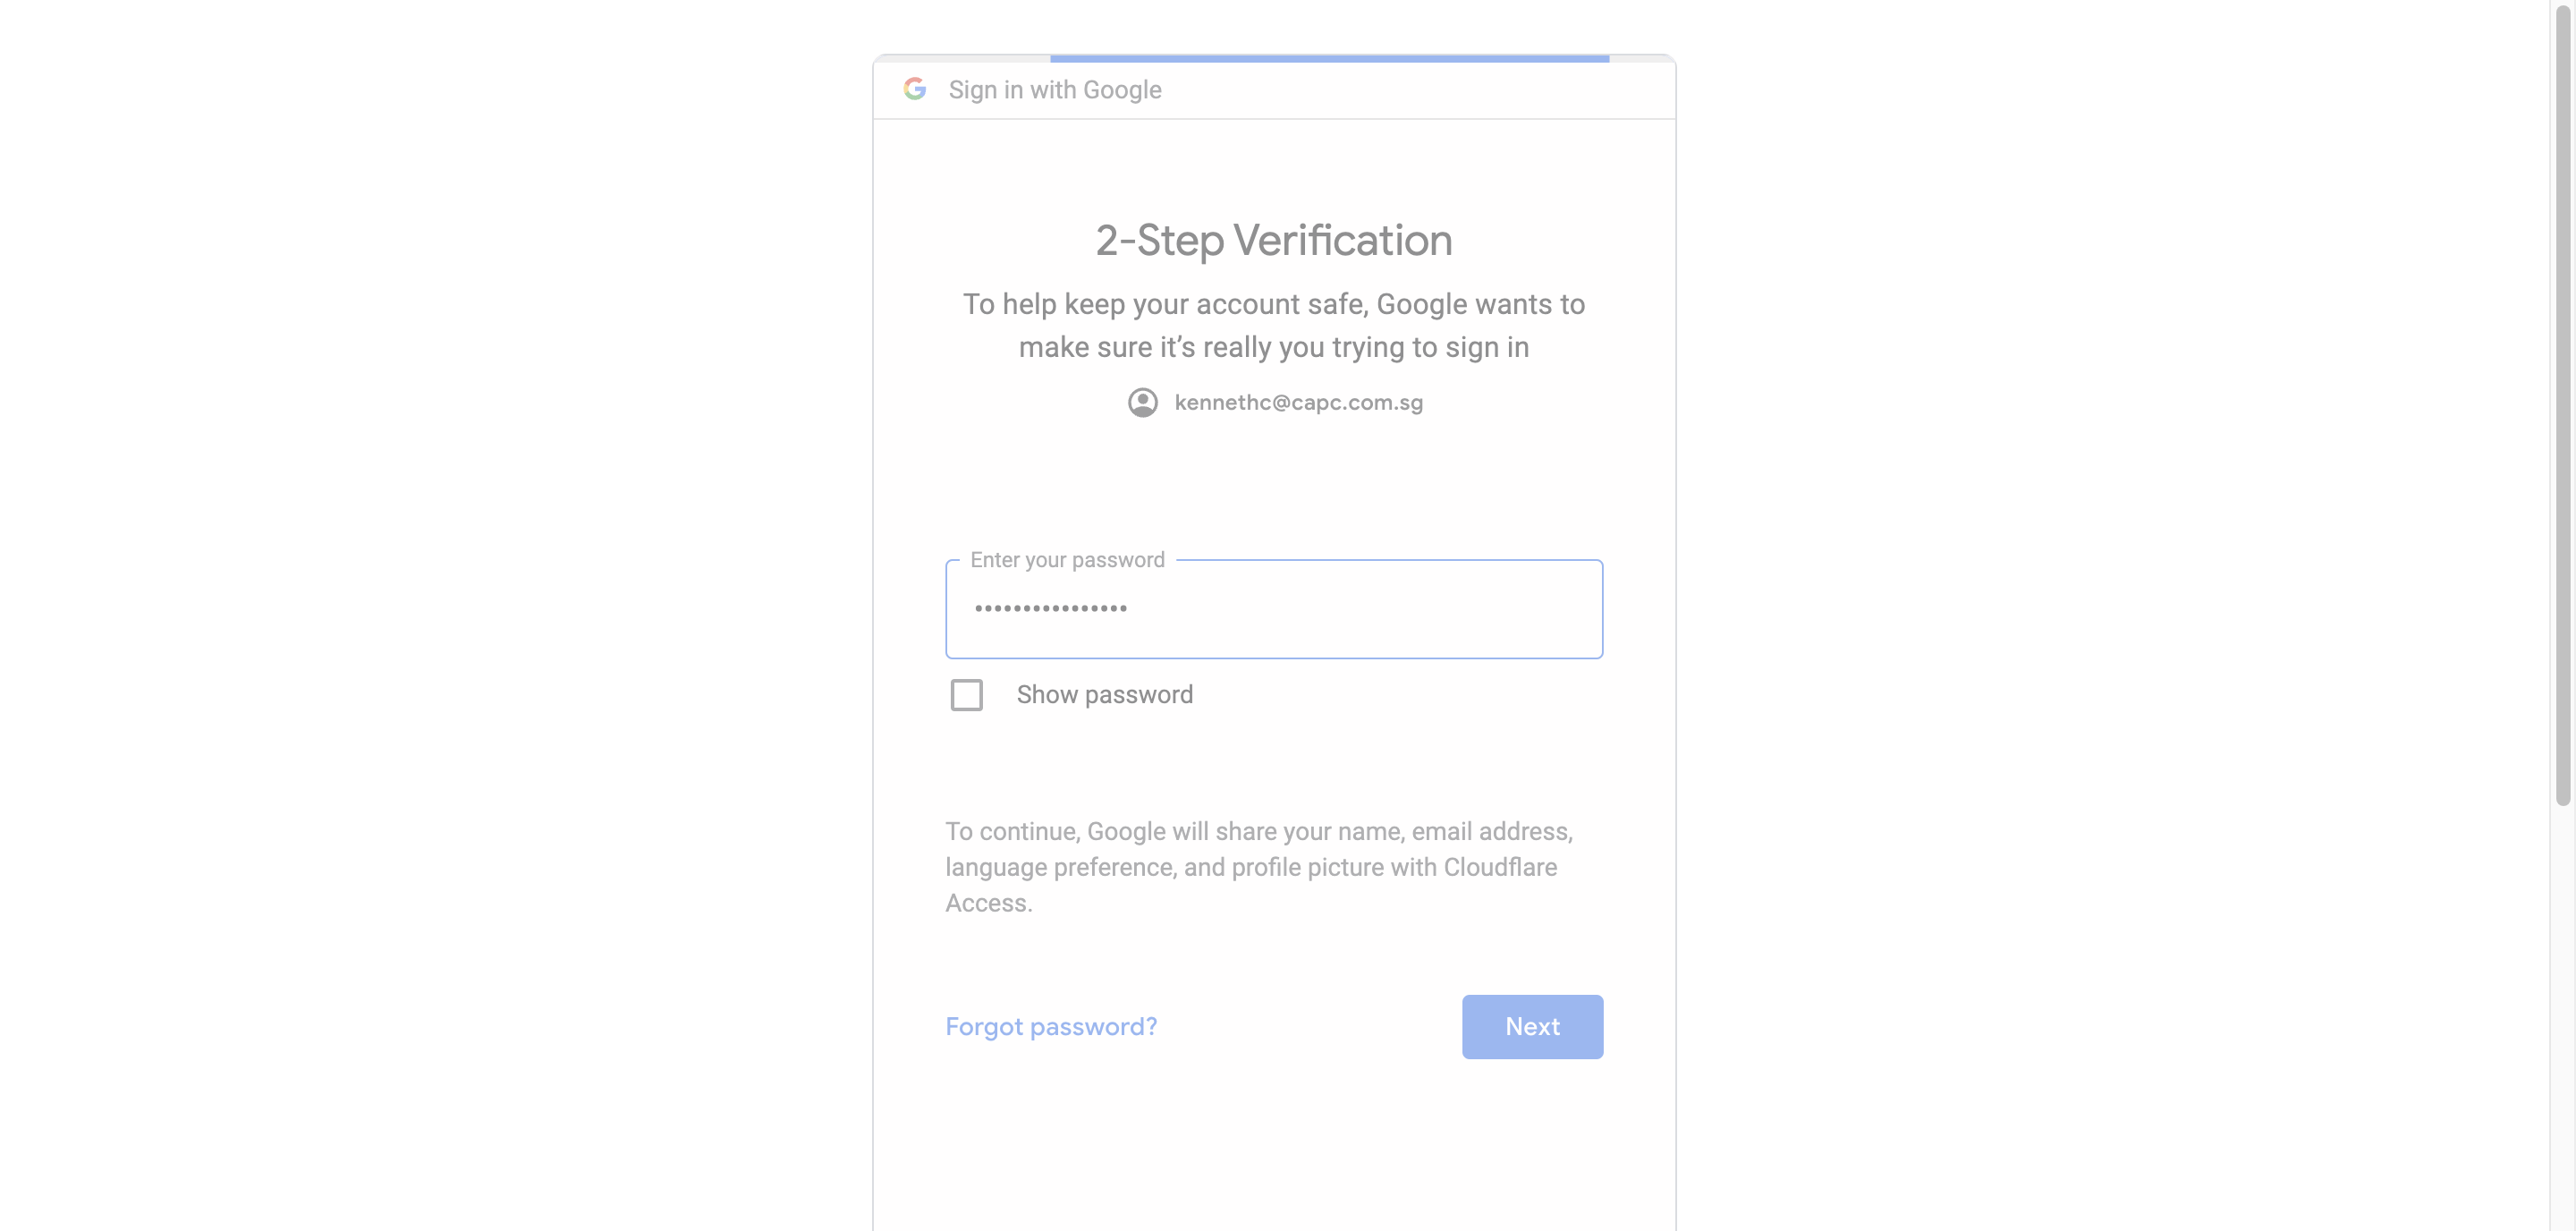 Sign in with Google
2-Step Verification
To help keep your account safe, Google wants to
make sure it’s really you trying to sign in
kennethc@capc.com.sg
Enter your password
••••••••••••••••
Show password
To continue, Google will share your name, email address,
language preference, and profile picture with Cloudflare
Access.
Forgot password?
Next